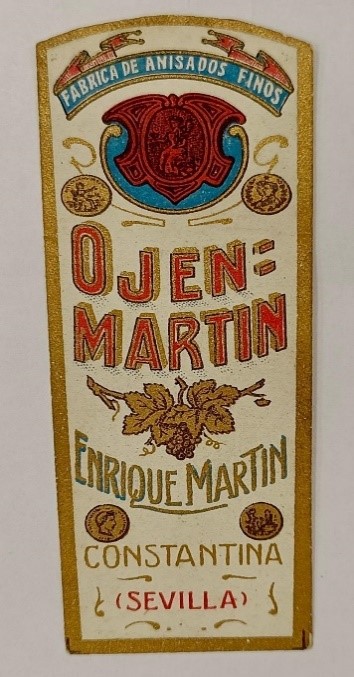 FABRICA DE ANISADOS FINOS
OJEN=
MARTIN
ENRIQUE MARTIN
CONSTANTINA
(SEVILLA)